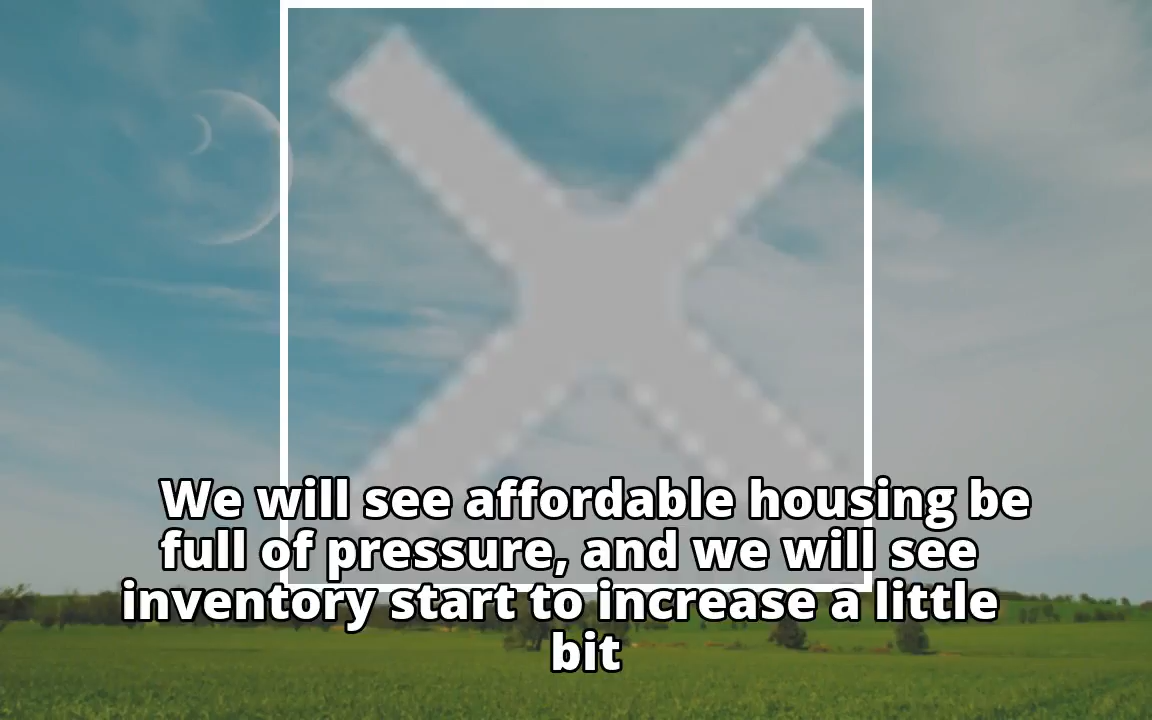 We will see affordable housing be
full of pressure, and we will see
inventory start to increase a little
bit